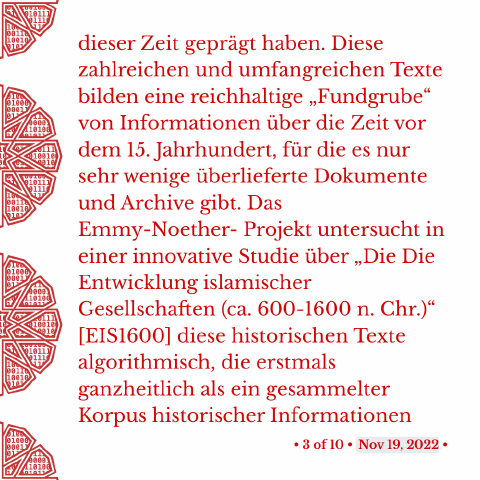 dieser Zeit geprägt haben. Diese
zahlreichen und umfangreichen Texte
bilden eine reichhaltige „Fundgrube“
von Informationen über die Zeit vor
dem 15. Jahrhundert, für die es nur
sehr wenige überlieferte Dokumente
und Archive gibt. Das
Emmy-Noether- Projekt untersucht in
einer innovative Studie über „Die Die
Entwicklung islamischer
Gesellschaften (ca. 600-1600 n. Chr.)“
[EIS1600] diese historischen Texte
algorithmisch, die erstmals
ganzheitlich als ein gesammelter
Korpus historischer Informationen
• 3 of 10 • Nov 19, 2022 •